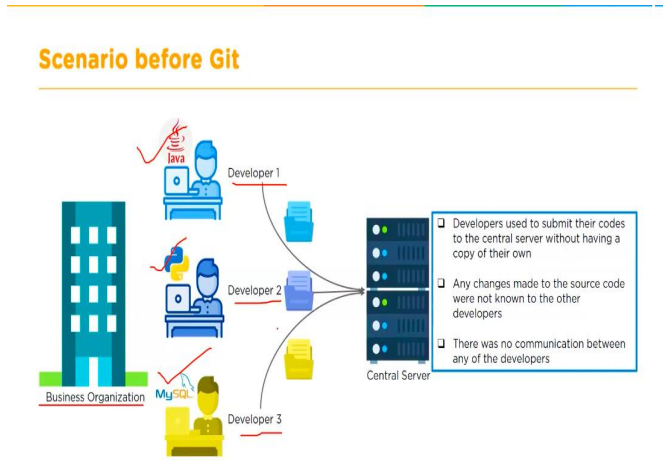 Scenario before Git
Java
Developer 1
Developer 2
MySQL
Developer 3
Business Organization
Central Server
Developers used to submit their codes
to the central server without having a
copy of their own
Any changes made to the source code
were not known to the other
developers
There was no communication between
any of the developers